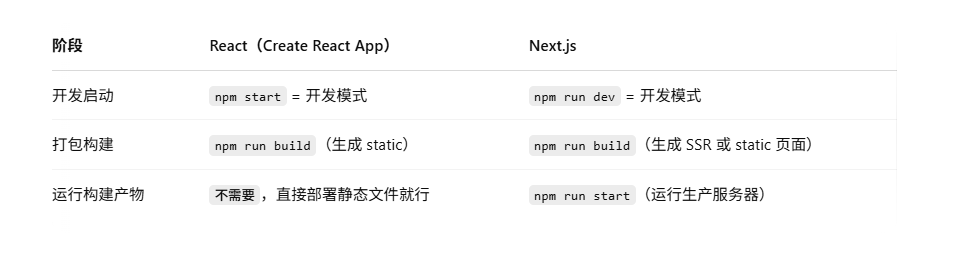 阶段 React（Create React App） Next.js
开发启动 npm start = 开发模式 npm run dev = 开发模式
打包构建 npm run build（生成 static） npm run build（生成 SSR 或 static 页面）
运行构建产物 不需要，直接部署静态文件就行 npm run start（运行生产服务器）